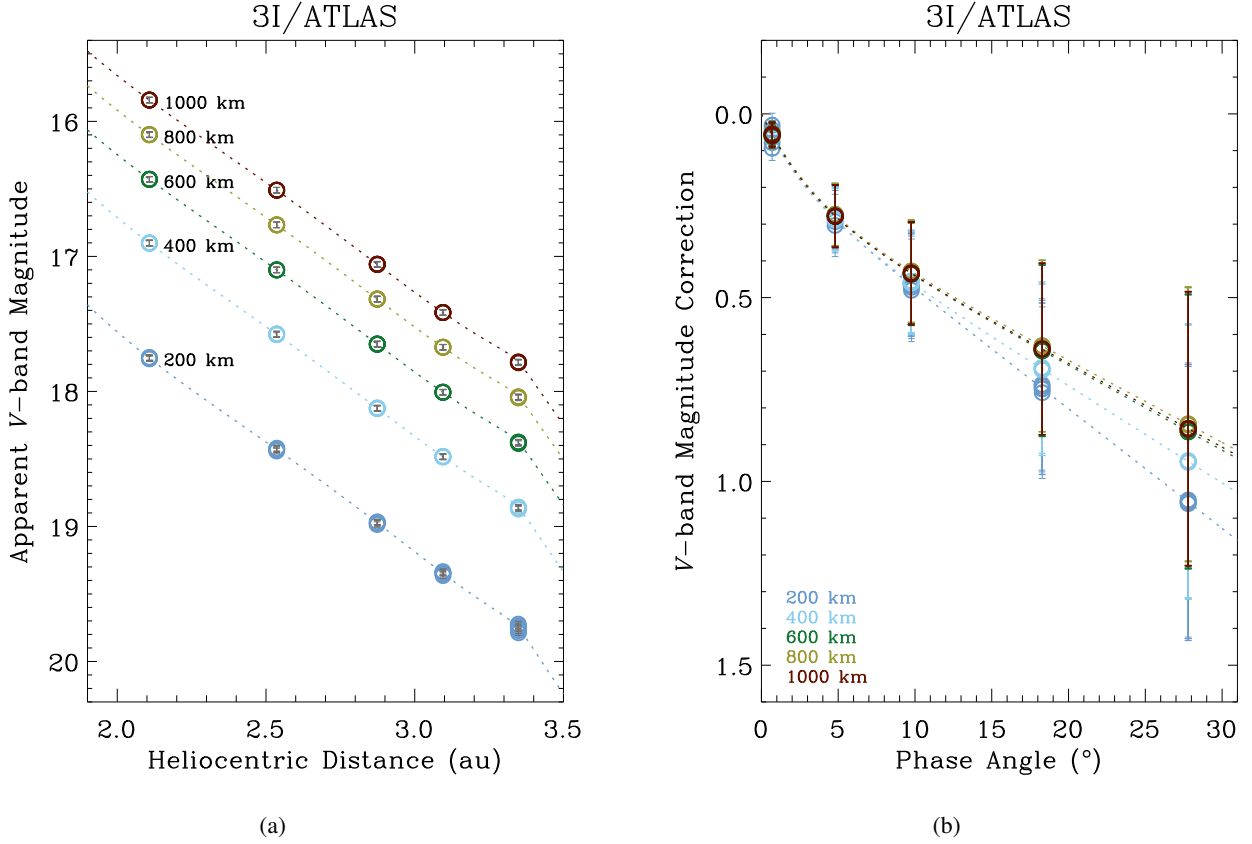 3I/ATLAS
16
17
18
19
20
Apparent V-band Magnitude
1000 km
800 km
600 km
400 km
200 km
2.0 2.5 3.0 3.5
Heliocentric Distance (au)
(a)
3I/ATLAS
0.0
0.5
1.0
1.5
V-band Magnitude Correction
200 km
400 km
600 km
800 km
1000 km
0 5 10 15 20 25 30
Phase Angle (°)
(b)